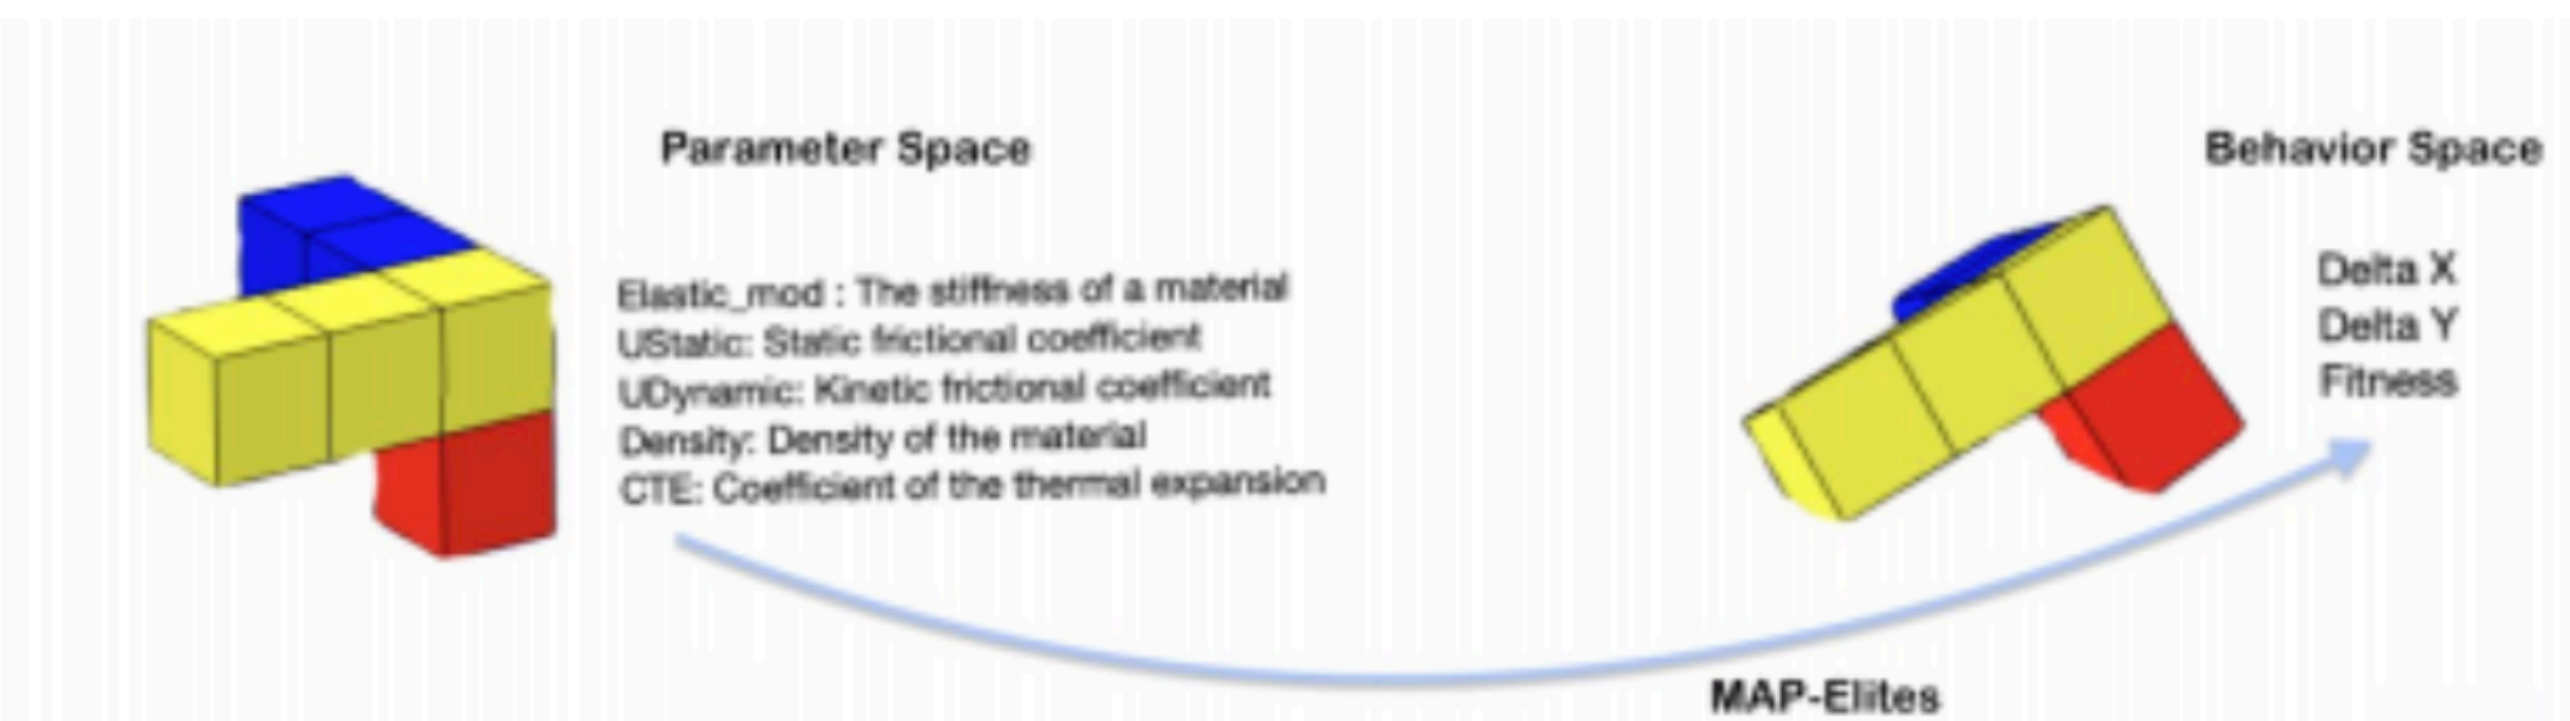 Parameter Space
Elastic_mod : The stiffness of a material
UStatic: Static frictional coefficient
UDynamic: Kinetic frictional coefficient
Density: Density of the material
CTE: Coefficient of the thermal expansion
Behavior Space
Delta X
Delta Y
Fitness
MAP-Elites